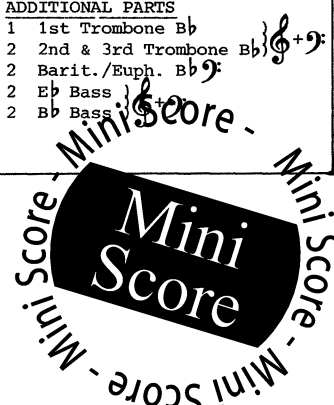 ADDITIONAL PARTS
1 1st Trombone B♭
2 2nd & 3rd Trombone B♭ } 𝄞+𝄢
2 Barit./Euph. B♭ 𝄢
2 E♭ Bass
2 B♭ Bass } 𝄞+𝄢
Mini Score - Mini Score - Mini Score - Mini Score -
Mini
Score